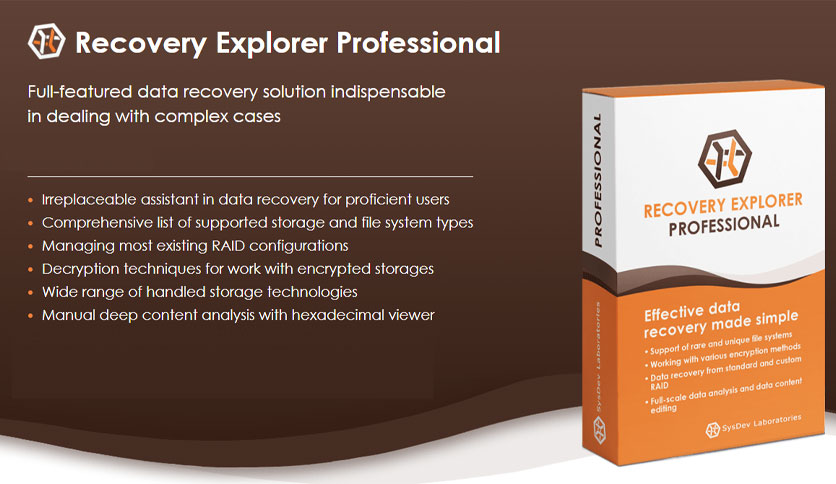 Recovery Explorer Professional
Full-featured data recovery solution indispensable
in dealing with complex cases
• Irreplaceable assistant in data recovery for proficient users
• Comprehensive list of supported storage and file system types
• Managing most existing RAID configurations
• Decryption techniques for work with encrypted storages
• Wide range of handled storage technologies
• Manual deep content analysis with hexadecimal viewer
PROFESSIONAL
SysDev Laboratories
RECOVERY EXPLORER
PROFESSIONAL
Effective data
recovery made simple
• Support of rare and unique file systems
• Working with various encryption methods
• Data recovery from standard and custom
RAID
• Full-scale data analysis and data content
editing
SysDev Laboratories